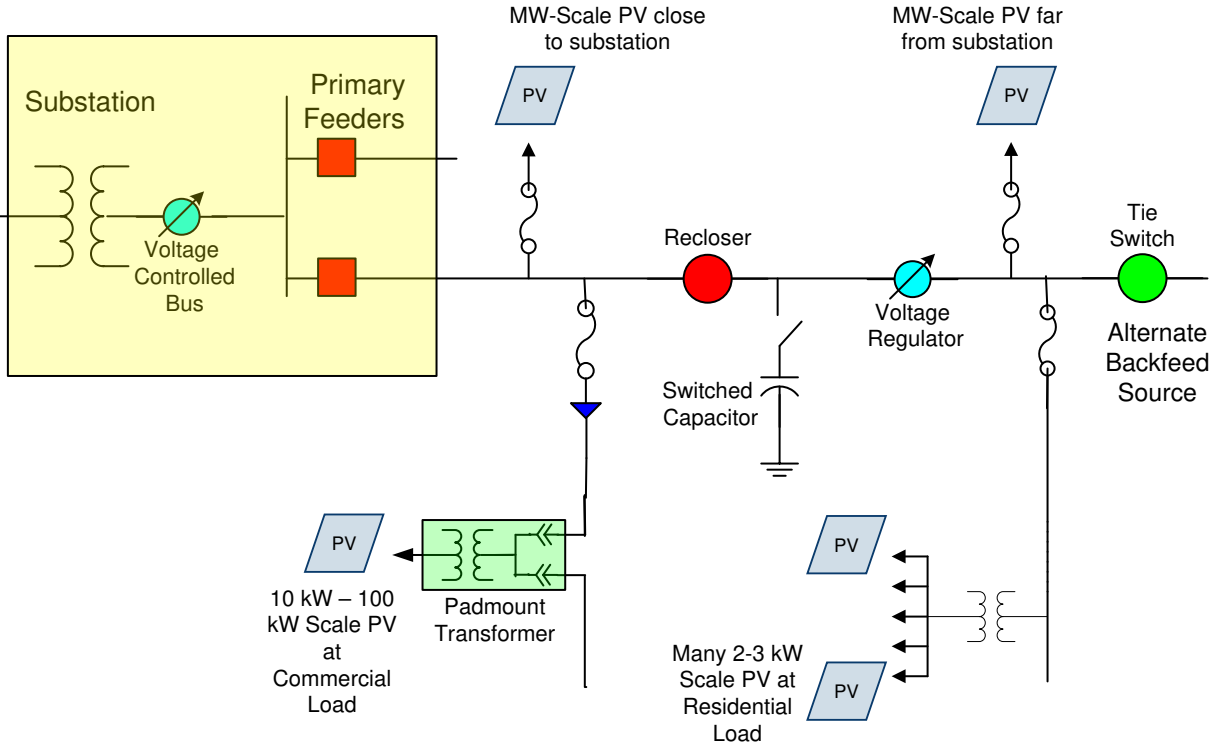 MW-Scale PV close
to substation
MW-Scale PV far
from substation
PV
PV
Substation
Primary
Feeders
Voltage
Controlled
Bus
Recloser
Tie
Switch
Voltage
Regulator
Alternate
Backfeed
Source
Switched
Capacitor
PV
10 kW – 100
kW Scale PV
at
Commercial
Load
Padmount
Transformer
PV
Many 2-3 kW
Scale PV at
Residential
Load
PV